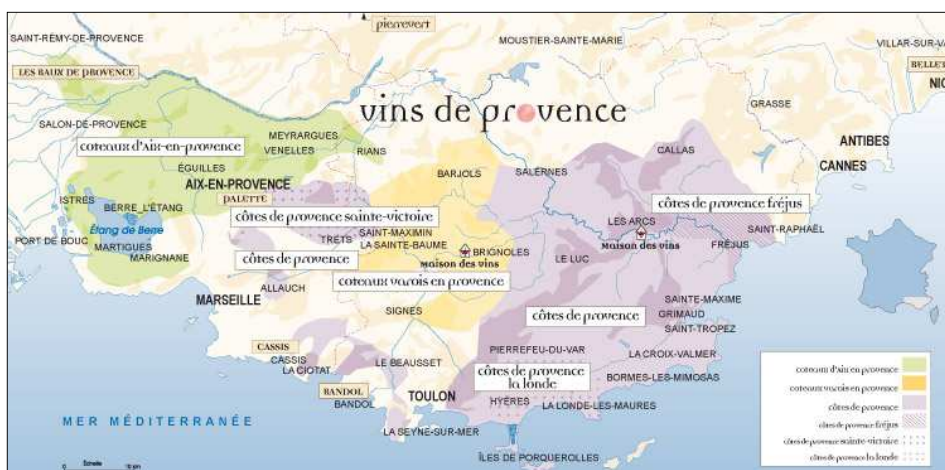 pierrevert
SAINT-RÉMY-DE-PROVENCE
MOUSTIER-SAINTE-MARIE
VILLAR-SUR-VA
LES BAUX DE PROVENCE
BELLET
NIC
vins de provence
GRASSE
SALON-DE-PROVENCE
MEYRARGUES
ANTIBES
coteaux d'aix-en-provence
VENELLES
RIANS
CALLAS
CANNES
ÉGUILLES
BARJOLS
SALERNES
AIX-EN-PROVENCE
PALETTE
ISTRES
BERRE L'ÉTANG
côtes de provence sainte-victoire
LES ARCS
côtes de provence fréjus
Étang de Berre
SAINT-MAXIMIN
SAINT-RAPHAËL
PORT DE BOUC
MARTIGUES
TRETS
LA SAINTE-BAUME
BRIGNOLES
maison des vins
maison des vins
FRÉJUS
MARIGNANE
côtes de provence
LE LUC
coteaux varois en provence
ALLAUCH
MARSEILLE
SAINTE-MAXIME
SIGNES
côtes de provence
GRIMAUD
SAINT-TROPEZ
CASSIS
PIERREFEU-DU-VAR
LA CROIX-VALMER
CASSIS
LE BEAUSSET
LA CIOTAT
côtes de provence
la londe
BORMES-LES-MIMOSAS
BANDOL
TOULON
BANDOL
HYÈRES
LA LONDE-LES-MAURES
MER MÉDITERRANÉE
LA SEYNE-SUR-MER
ÎLES DE PORQUEROLLES
coteaux d'aix en provence
coteaux varois en provence
côtes de provence
côtes de provence fréjus
côtes de provence sainte-victoire
côtes de provence la londe
Échelle
0 10 km